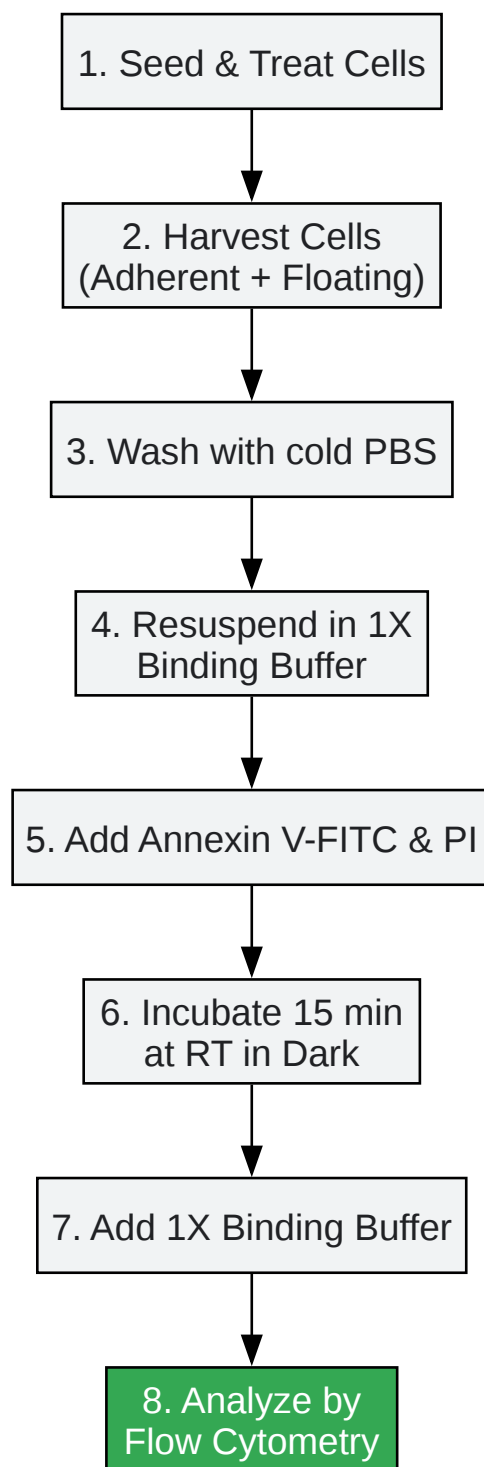 1. Seed & Treat Cells
2. Harvest Cells
(Adherent + Floating)
3. Wash with cold PBS
4. Resuspend in 1X
Binding Buffer
5. Add Annexin V-FITC & PI
6. Incubate 15 min
at RT in Dark
7. Add 1X Binding Buffer
8. Analyze by
Flow Cytometry